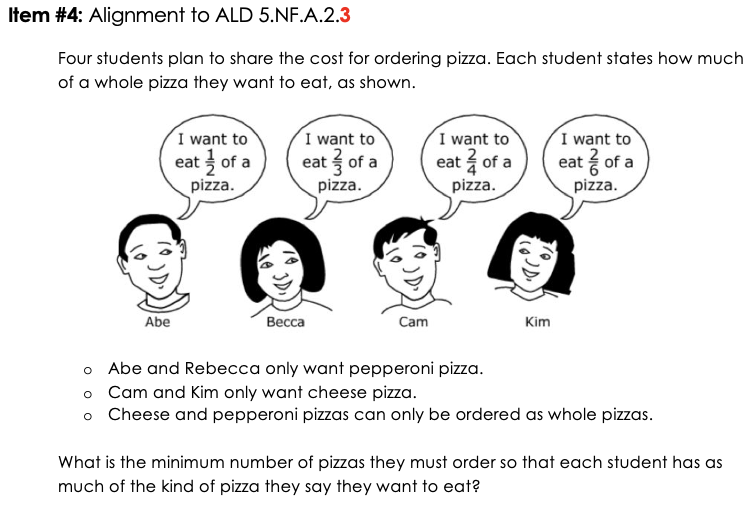 Item #4: Alignment to ALD 5.NF.A.2.3
Four students plan to share the cost for ordering pizza. Each student states how much
of a whole pizza they want to eat, as shown.
I want to
eat 1/2 of a
pizza.
I want to
eat 2/3 of a
pizza.
I want to
eat 2/4 of a
pizza.
I want to
eat 2/6 of a
pizza.
Abe
Becca
Cam
Kim
o Abe and Rebecca only want pepperoni pizza.
o Cam and Kim only want cheese pizza.
o Cheese and pepperoni pizzas can only be ordered as whole pizzas.
What is the minimum number of pizzas they must order so that each student has as
much of the kind of pizza they say they want to eat?